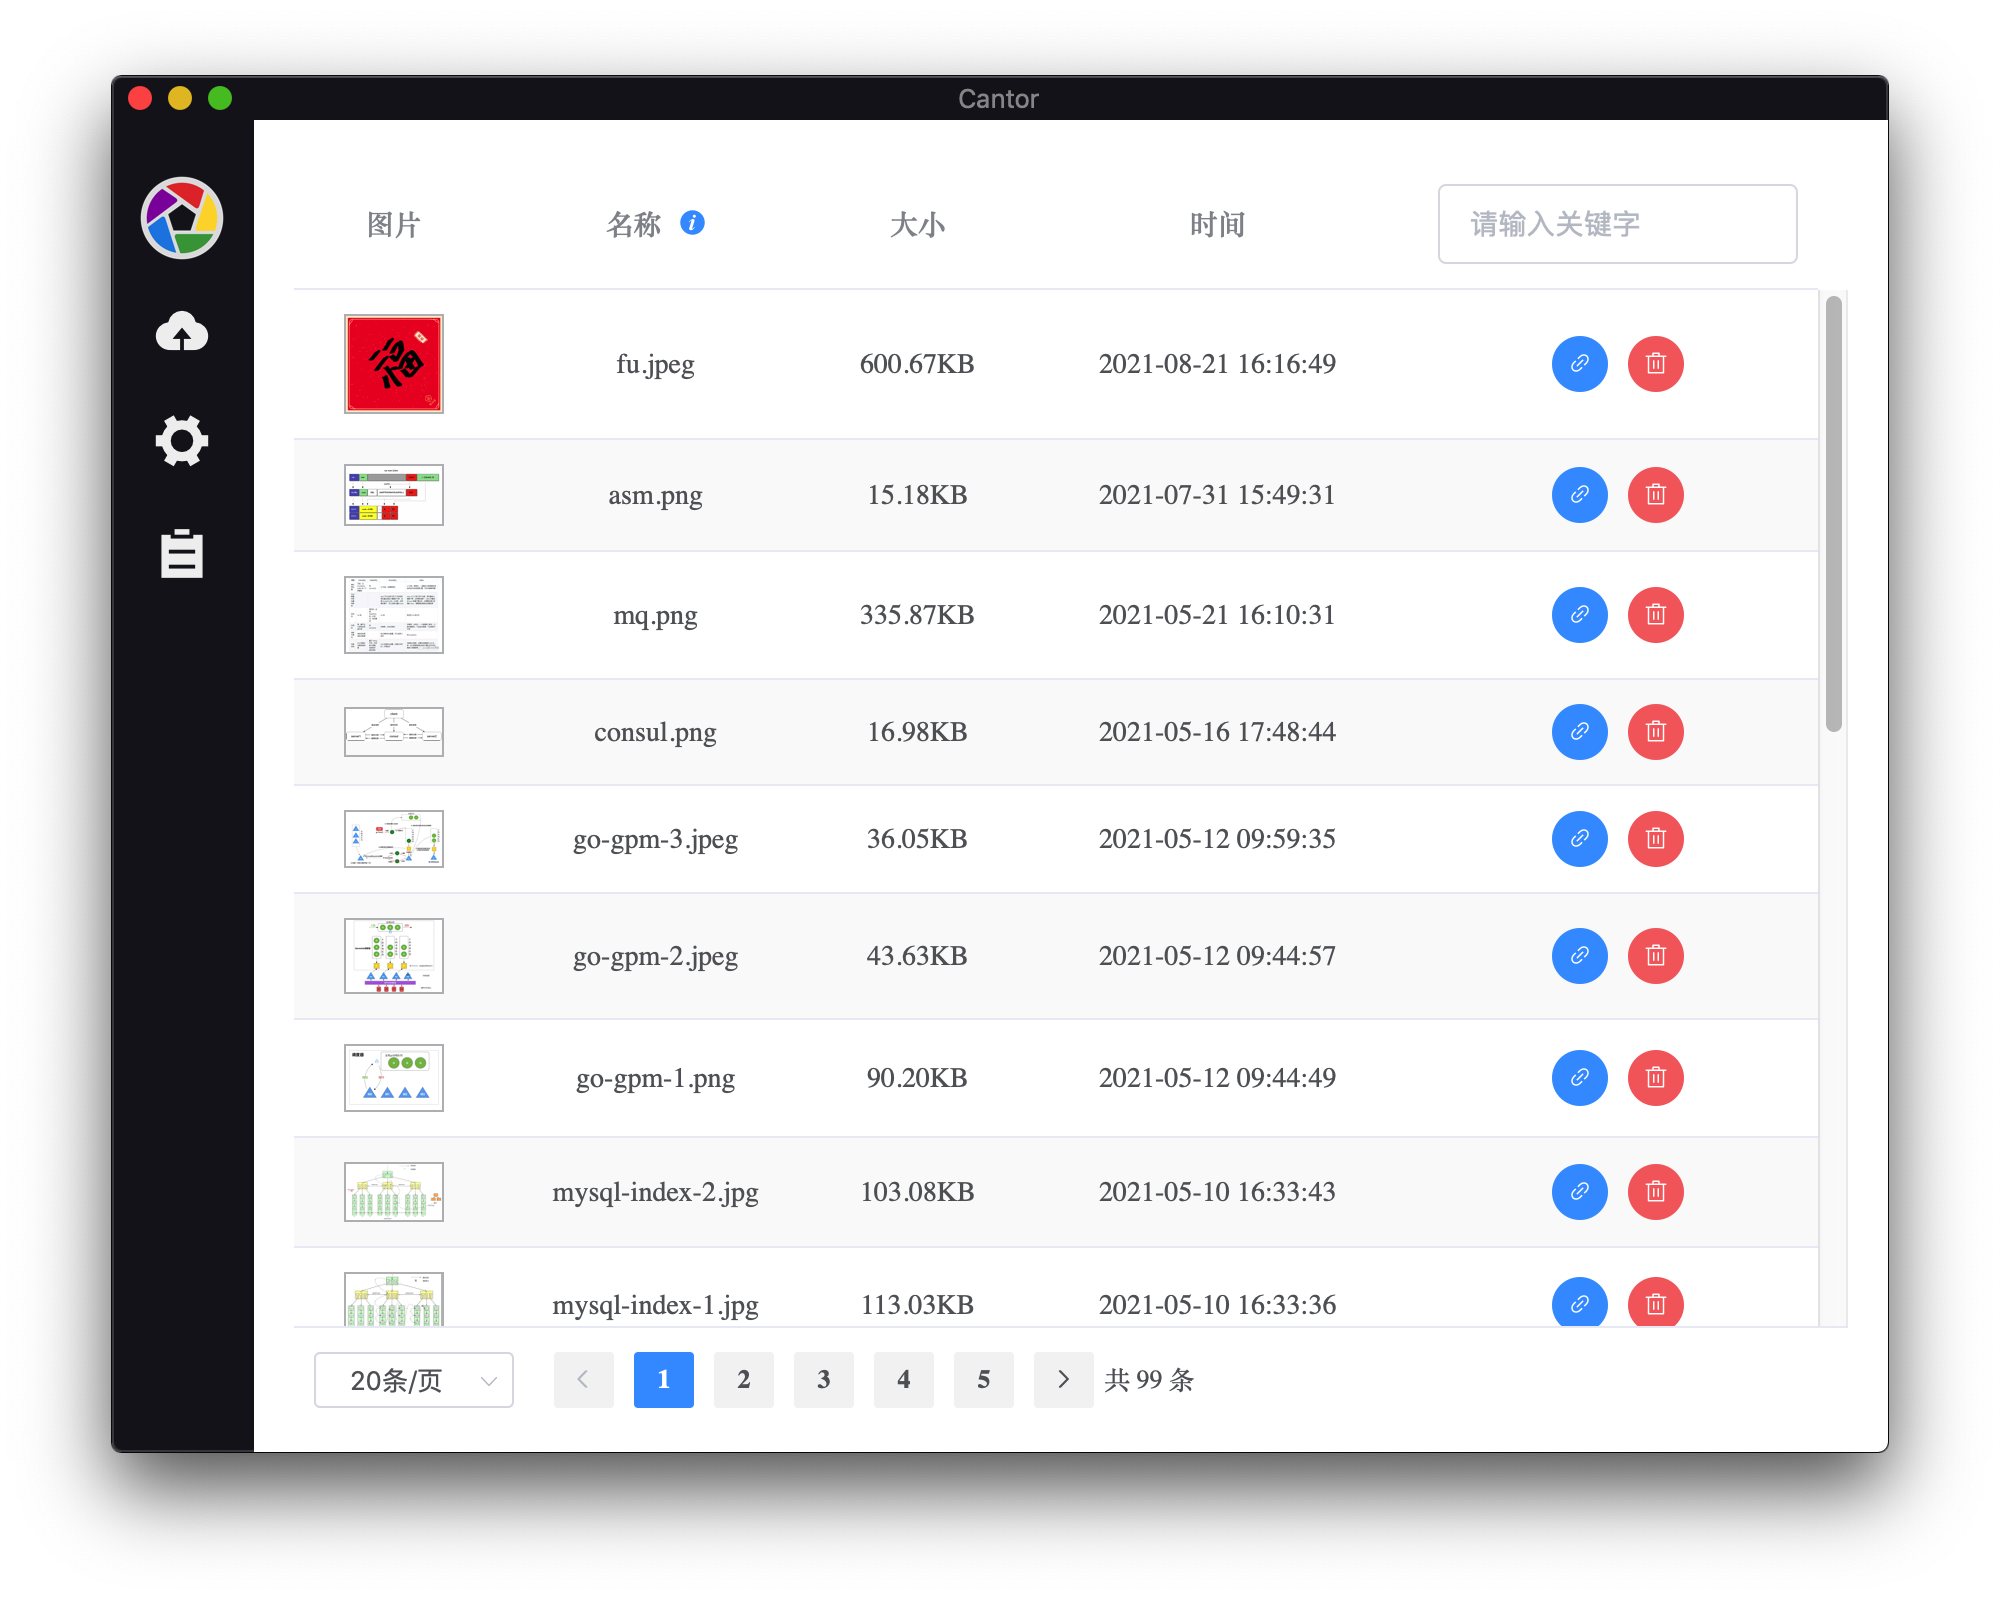 Cantor
图片 名称 大小 时间 请输入关键字
福
fu.jpeg 600.67KB 2021-08-21 16:16:49
asm.png 15.18KB 2021-07-31 15:49:31
mq.png 335.87KB 2021-05-21 16:10:31
consul.png 16.98KB 2021-05-16 17:48:44
go-gpm-3.jpeg 36.05KB 2021-05-12 09:59:35
go-gpm-2.jpeg 43.63KB 2021-05-12 09:44:57
go-gpm-1.png 90.20KB 2021-05-12 09:44:49
mysql-index-2.jpg 103.08KB 2021-05-10 16:33:43
mysql-index-1.jpg 113.03KB 2021-05-10 16:33:36
20条/页 1 2 3 4 5 共 99 条